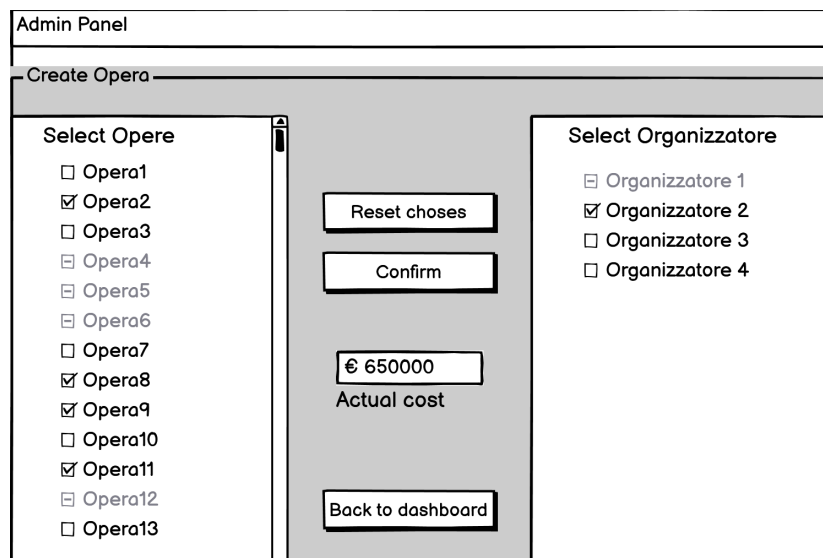 Admin Panel
Create Opera
Select Opere
Opera1
Opera2
Opera3
Opera4
Opera5
Opera6
Opera7
Opera8
Opera9
Opera10
Opera11
Opera12
Opera13
Reset choses
Confirm
€ 650000
Actual cost
Back to dashboard
Select Organizzatore
Organizzatore 1
Organizzatore 2
Organizzatore 3
Organizzatore 4